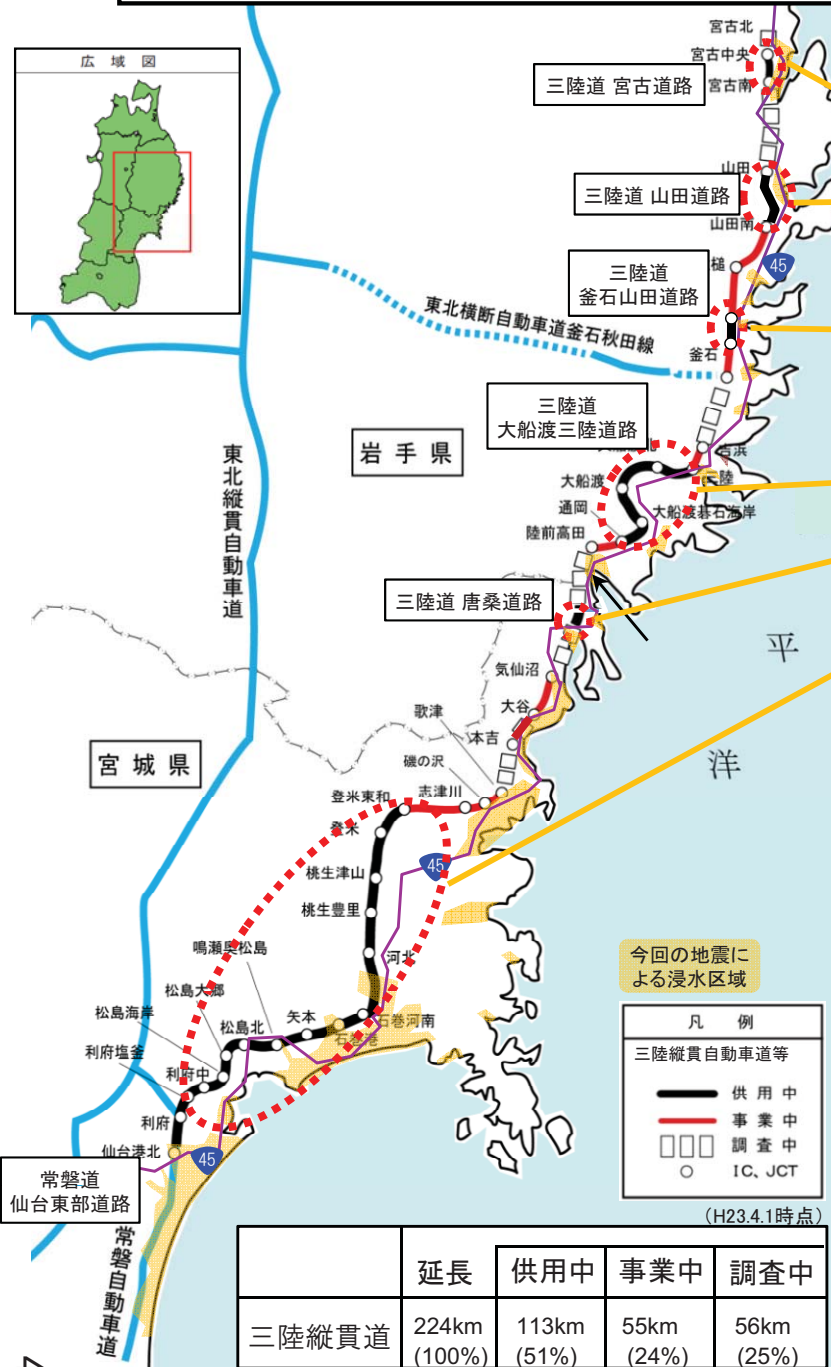 広域図
宮古北
宮古中央
宮古南
三陸道 宮古道路
山田
三陸道 山田道路
山田南
槌
三陸道
釜石山田道路
45
東北横断自動車道釜石秋田線
釜石
三陸道
大船渡三陸道路
岩手県
吉浜
三陸
大船渡
通岡
大船渡碁石海岸
陸前高田
東北縦貫自動車道
三陸道 唐桑道路
平
洋
気仙沼
大谷
歌津
本吉
宮城県
磯の沢
志津川
登米東和
登米
45
桃生津山
桃生豊里
鳴瀬奥松島
河北
松島大郷
松島海岸
松島北
矢本
石巻港
石巻河南
利府塩釜
利府中
利府
仙台港北
45
常磐道
仙台東部道路
常磐自動車道
今回の地震に
よる浸水区域
凡例
三陸縦貫自動車道等
供用中
事業中
調査中
IC、JCT
(H23.4.1時点)
延長 供用中 事業中 調査中
三陸縦貫道 224km 113km 55km 56km
(100%) (51%) (24%) (25%)